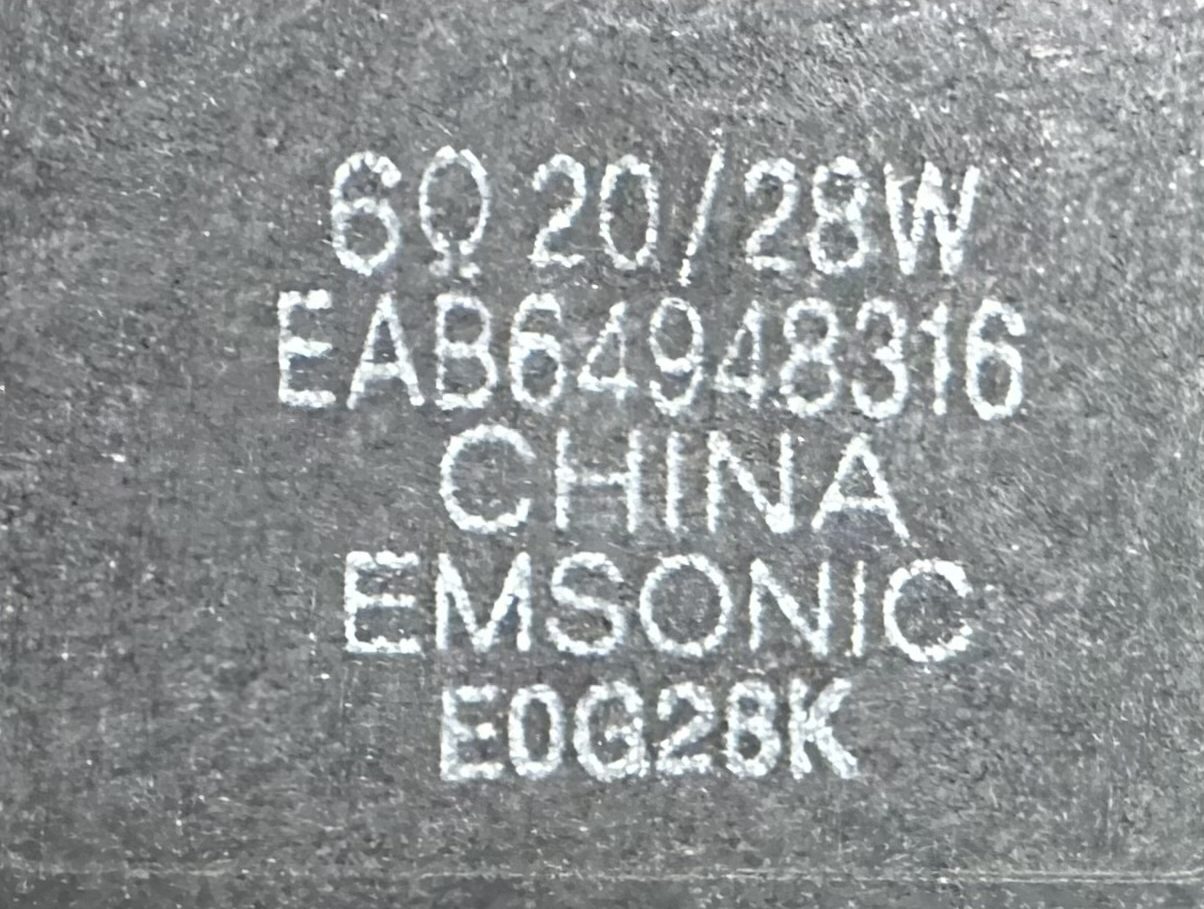 6Ω 20/28W
EAB64948316
CHINA
EMSONIC
E0G28K